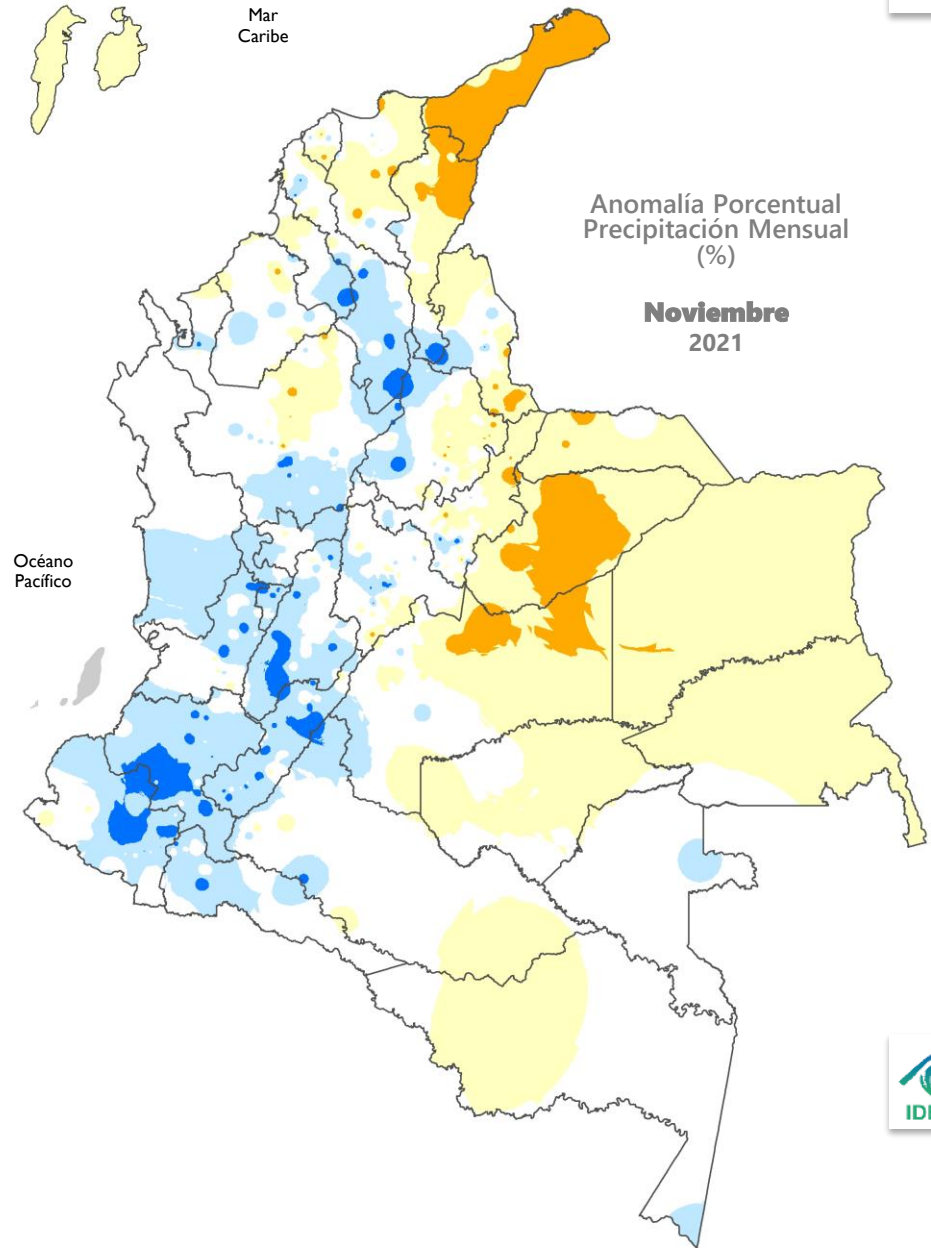 Mar
Caribe
Anomalía Porcentual
Precipitación Mensual
(%)
Noviembre
2021
Océano
Pacífico